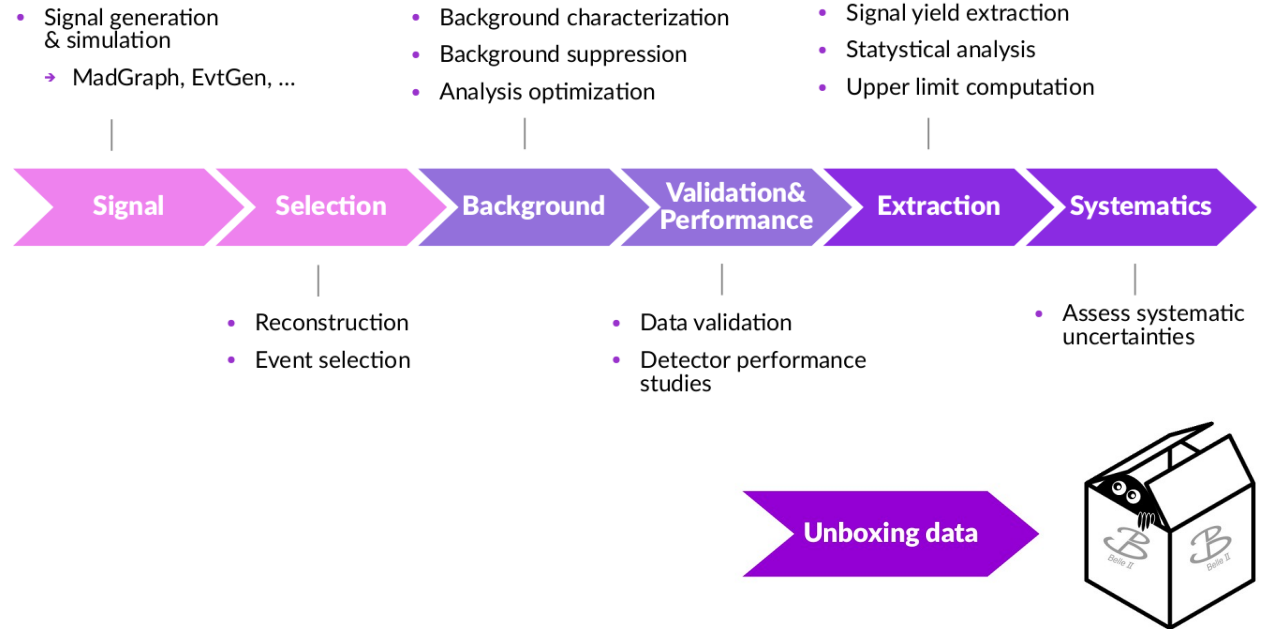 Signal generation
& simulation
MadGraph, EvtGen, ...
Background characterization
Background suppression
Analysis optimization
Signal yield extraction
Statystical analysis
Upper limit computation
Signal
Selection
Background
Validation&
Performance
Extraction
Systematics
Reconstruction
Event selection
Data validation
Detector performance
studies
Assess systematic
uncertainties
Unboxing data
Belle II
Belle II